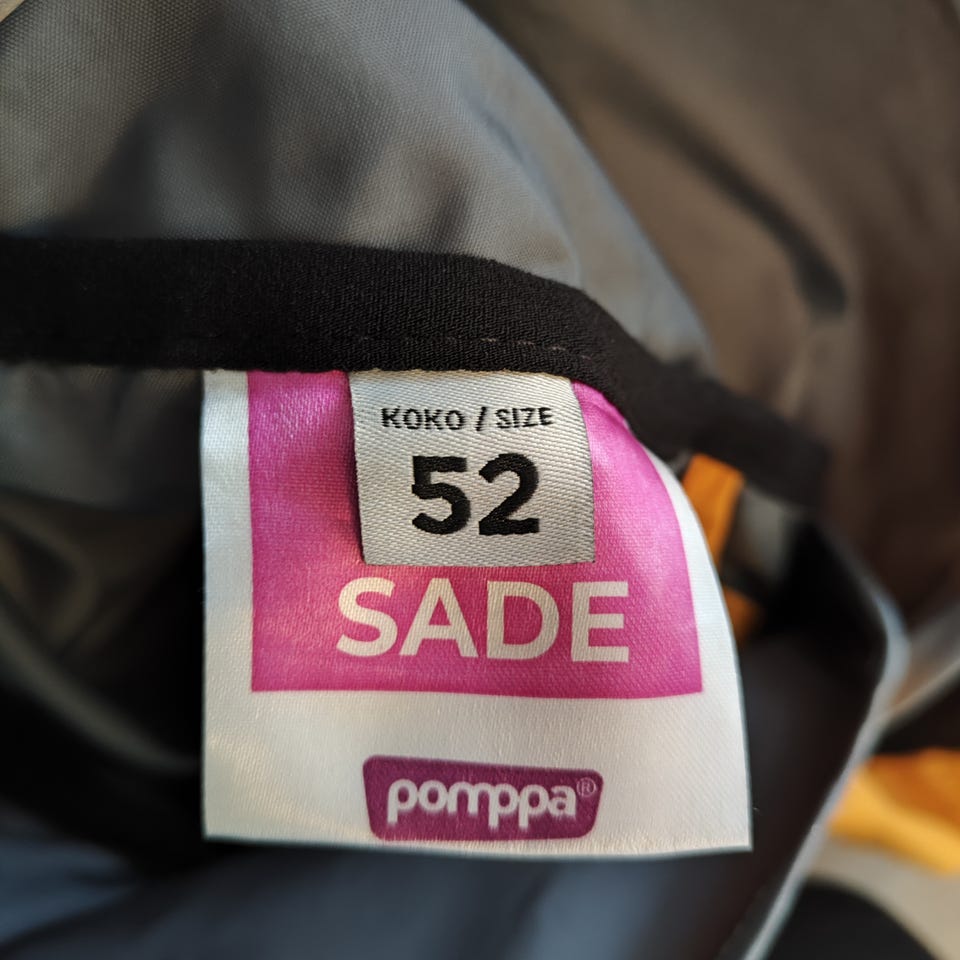 KOKO / SIZE
52
SADE
pomppa®